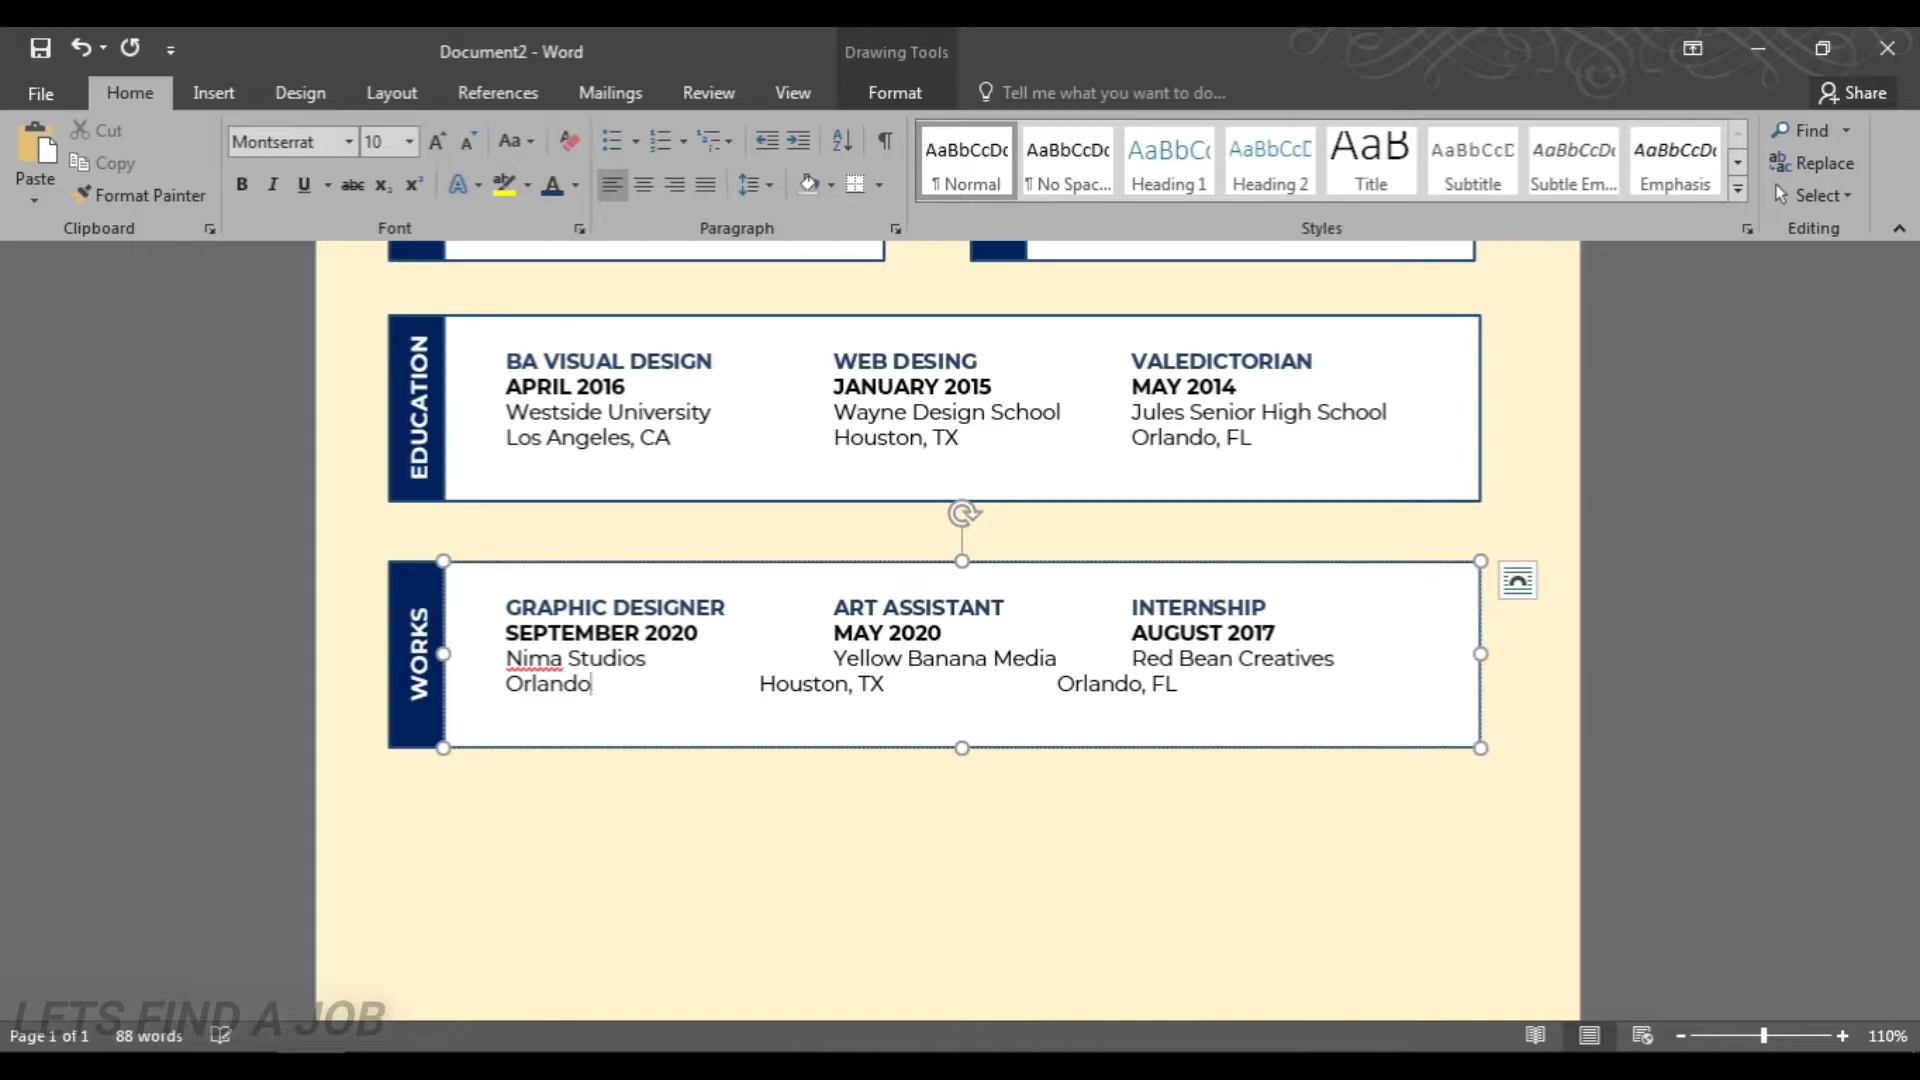 Document2 - Word
Drawing Tools
File
Home
Insert
Design
Layout
References
Mailings
Review
View
Format
Tell me what you want to do...
Share
Paste
Cut
Copy
Format Painter
Clipboard
Montserrat
10
Font
Paragraph
AaBbCcDc
¶ Normal
AaBbCcDc
¶ No Spac...
AaBbC(
Heading 1
AaBbCcD
Heading 2
AaB
Title
AaBbCcD
Subtitle
AaBbCcDc
Subtle Em...
AaBbCcDc
Emphasis
Styles
Find
Replace
Select
Editing
EDUCATION
BA VISUAL DESIGN WEB DESING VALEDICTORIAN
APRIL 2016 JANUARY 2015 MAY 2014
Westside University Wayne Design School Jules Senior High School
Los Angeles, CA Houston, TX Orlando, FL
WORKS
GRAPHIC DESIGNER ART ASSISTANT INTERNSHIP
SEPTEMBER 2020 MAY 2020 AUGUST 2017
Nima Studios Yellow Banana Media Red Bean Creatives
Orlando Houston, TX Orlando, FL
LETS FIND A JOB
Page 1 of 1 88 words
110%